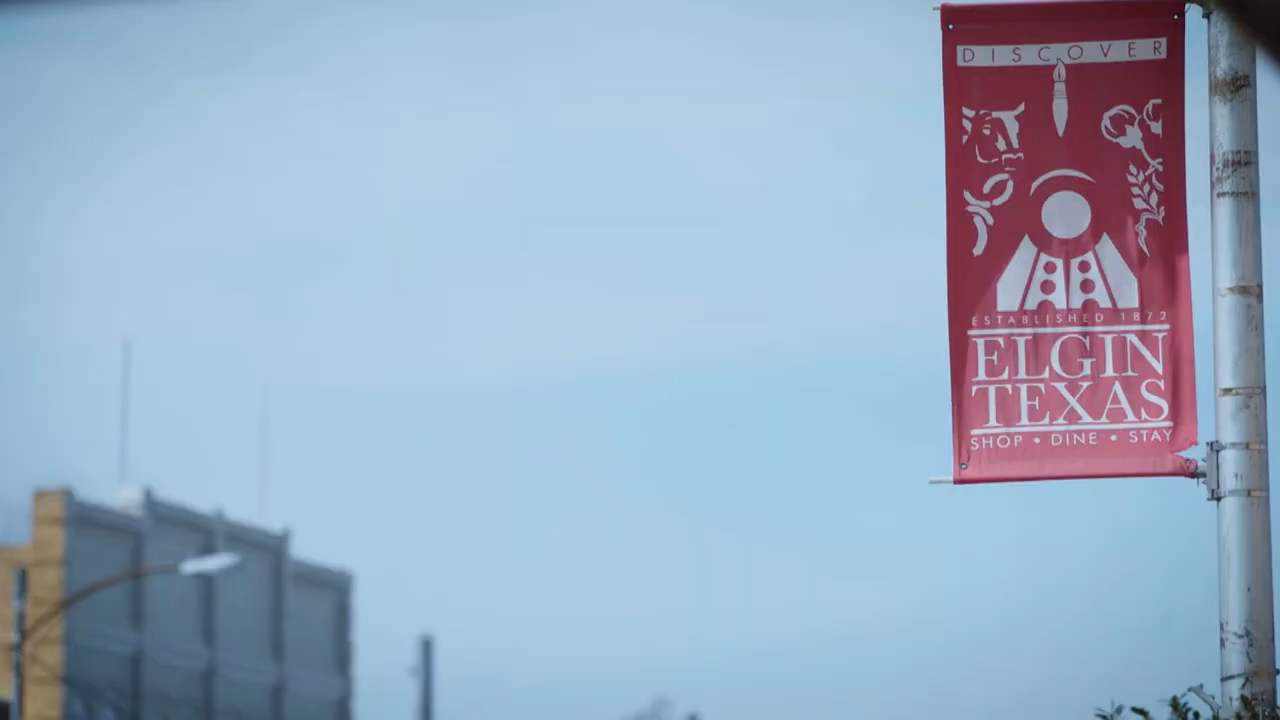 DISCOVER
ESTABLISHED 1872
ELGIN
TEXAS
SHOP • DINE • STAY